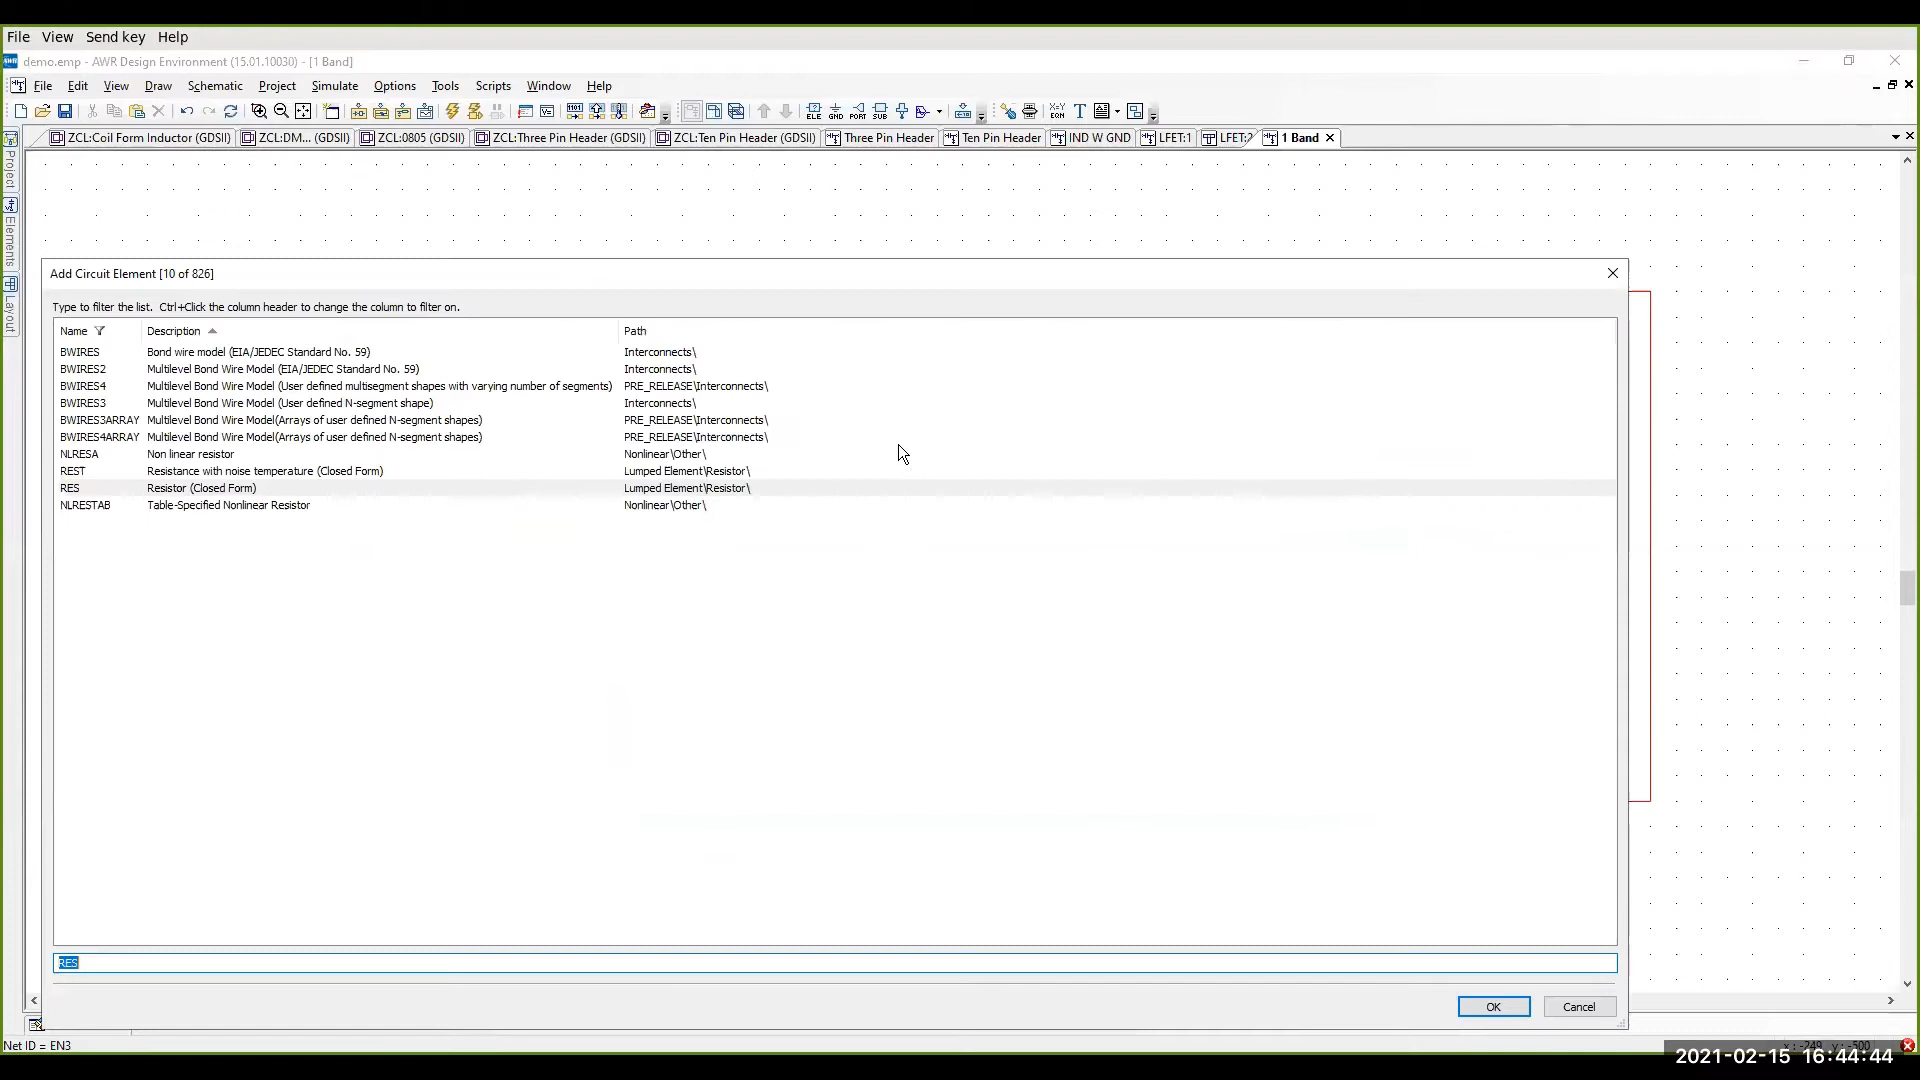 File View Send key Help
demo.emp - AWR Design Environment (15.01.10030) - [1 Band]
File Edit View Draw Schematic Project Simulate Options Tools Scripts Window Help
ELE GND PORT SUB X=Y EQN
ZCL:Coil Form Inductor (GDSII) ZCL:DM... (GDSII) ZCL:0805 (GDSII) ZCL:Three Pin Header (GDSII) ZCL:Ten Pin Header (GDSII) Three Pin Header Ten Pin Header IND W GND LFET:1 LFET:2 1 Band
Project
Elements
Layout
Add Circuit Element [10 of 826]
Type to filter the list. Ctrl+Click the column header to change the column to filter on.
Name Description Path
BWIRES Bond wire model (EIA/JEDEC Standard No. 59) Interconnects\
BWIRES2 Multilevel Bond Wire Model (EIA/JEDEC Standard No. 59) Interconnects\
BWIRES4 Multilevel Bond Wire Model (User defined multisegment shapes with varying number of segments) PRE_RELEASE\Interconnects\
BWIRES3 Multilevel Bond Wire Model (User defined N-segment shape) Interconnects\
BWIRES3ARRAY Multilevel Bond Wire Model(Arrays of user defined N-segment shapes) PRE_RELEASE\Interconnects\
BWIRES4ARRAY Multilevel Bond Wire Model(Arrays of user defined N-segment shapes) PRE_RELEASE\Interconnects\
NLRESA Non linear resistor Nonlinear\Other\
REST Resistance with noise temperature (Closed Form) Lumped Element\Resistor\
RES Resistor (Closed Form) Lumped Element\Resistor\
NLRESTAB Table-Specified Nonlinear Resistor Nonlinear\Other\
RES
OK Cancel
Net ID = EN3
x: -249 y: -500
2021-02-15 16:44:44